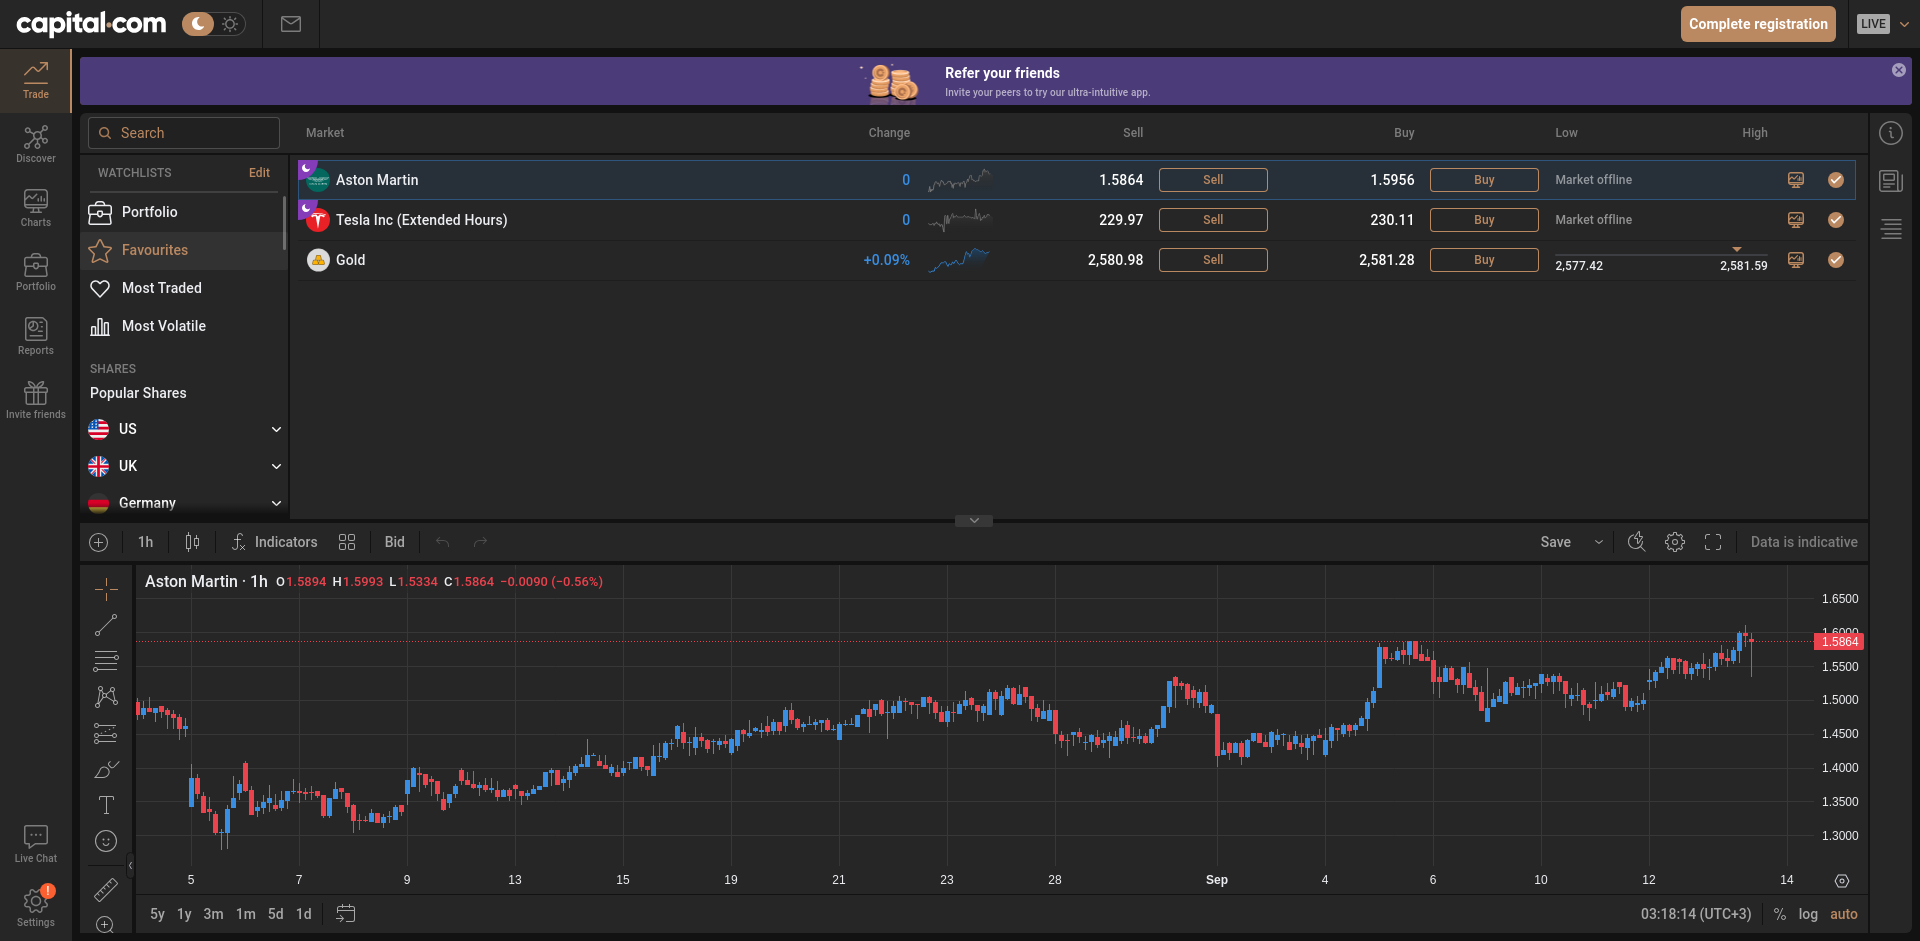 capital.com
Complete registration
LIVE
Trade
Discover
Charts
Portfolio
Reports
Invite friends
Live Chat
!
Settings
Refer your friends
Invite your peers to try our ultra-intuitive app.
Search
Market Change Sell Buy Low High
WATCHLISTS Edit
Portfolio
Favourites
Most Traded
Most Volatile
SHARES
Popular Shares
US
UK
Germany
Aston Martin 0 1.5864 Sell 1.5956 Buy Market offline
Tesla Inc (Extended Hours) 0 229.97 Sell 230.11 Buy Market offline
Gold +0.09% 2,580.98 Sell 2,581.28 Buy 2,577.42 2,581.59
1h Indicators Bid Save Data is indicative
Aston Martin · 1h O1.5894 H1.5993 L1.5334 C1.5864 −0.0090 (−0.56%)
1.6500
1.6000
1.5864
1.5500
1.5000
1.4500
1.4000
1.3500
1.3000
5 7 9 13 15 19 21 23 28 Sep 4 6 10 12 14
5y 1y 3m 1m 5d 1d 03:18:14 (UTC+3) % log auto